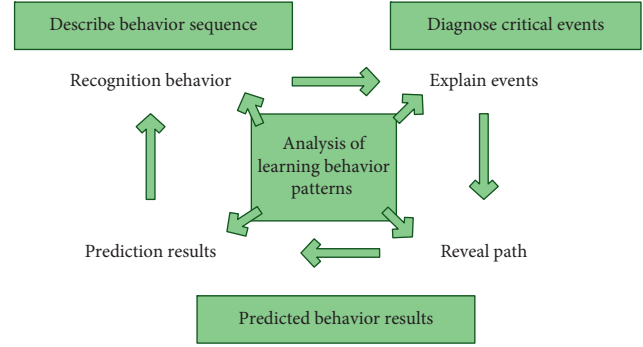 Describe behavior sequence
Diagnose critical events
Recognition behavior
Explain events
Analysis of
learning behavior
patterns
Prediction results
Reveal path
Predicted behavior results